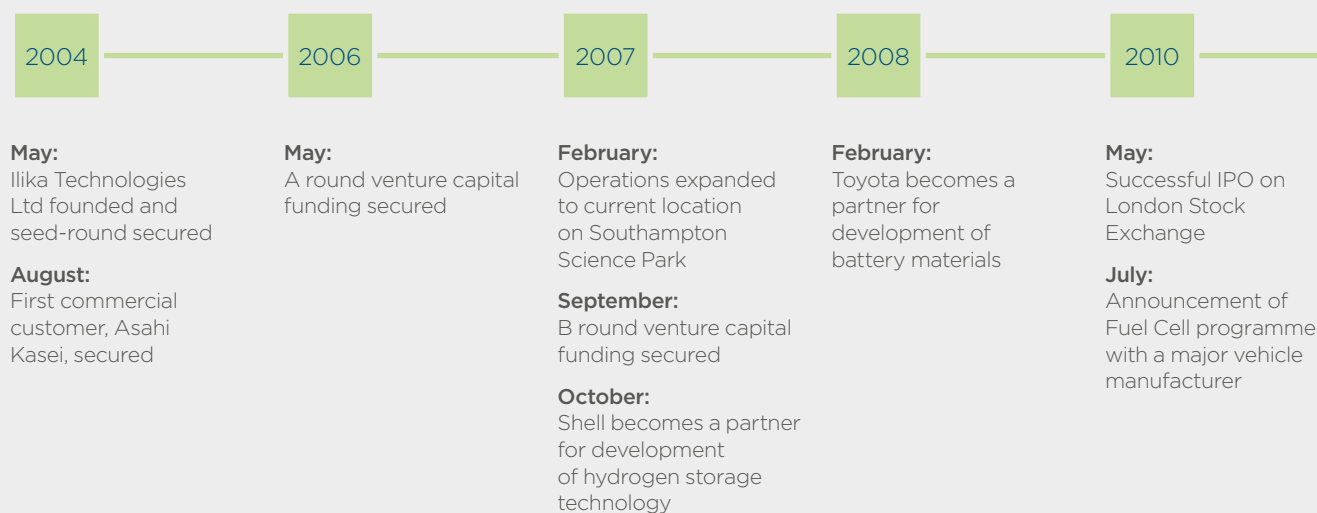 2004
2006
2007
2008
2010
May:
Ilika Technologies
Ltd founded and
seed-round secured
August:
First commercial
customer, Asahi
Kasei, secured
May:
A round venture capital
funding secured
February:
Operations expanded
to current location
on Southampton
Science Park
September:
B round venture capital
funding secured
October:
Shell becomes a partner
for development
of hydrogen storage
technology
February:
Toyota becomes a
partner for
development of
battery materials
May:
Successful IPO on
London Stock
Exchange
July:
Announcement of
Fuel Cell programme
with a major vehicle
manufacturer